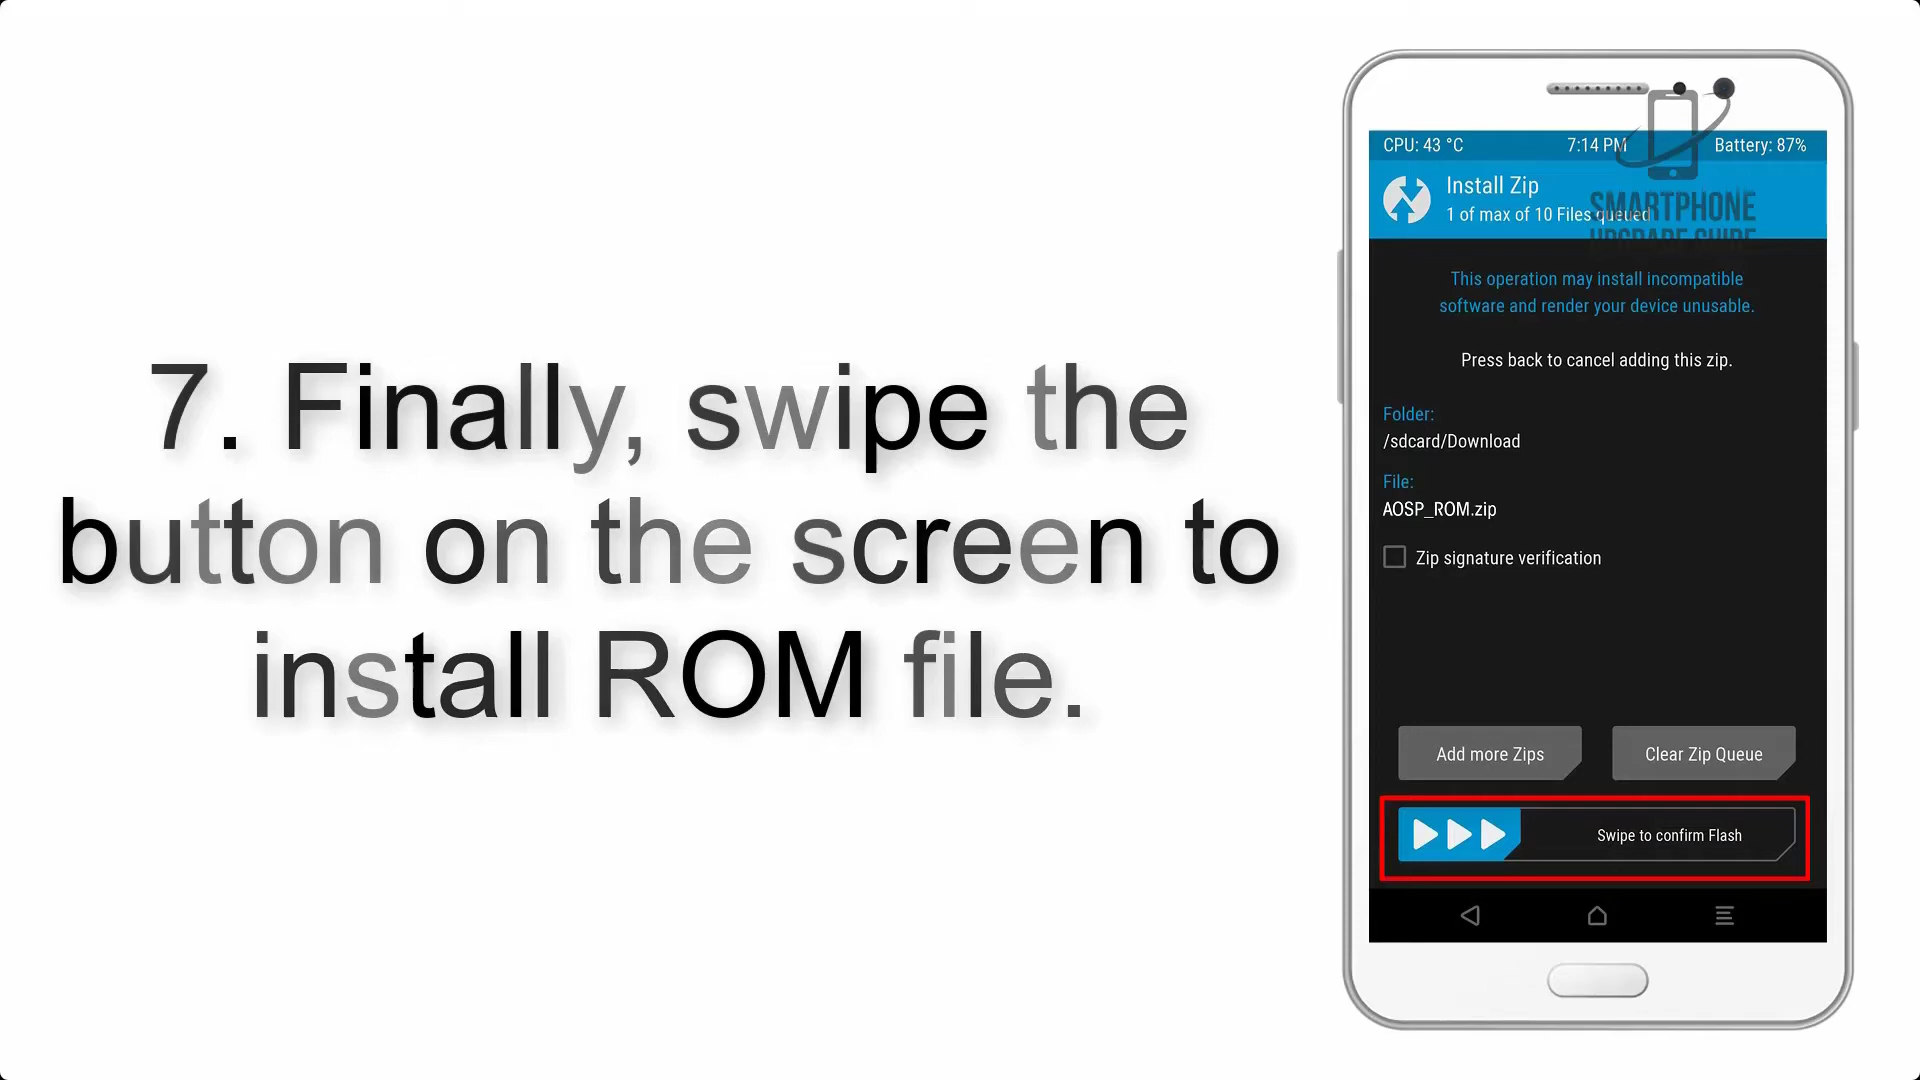 7. Finally, swipe the
button on the screen to
install ROM file.
CPU: 43 °C 7:14 PM Battery: 87%
Install Zip
1 of max of 10 Files queued
SMARTPHONE
UPGRADE GUIDE
This operation may install incompatible
software and render your device unusable.
Press back to cancel adding this zip.
Folder:
/sdcard/Download
File:
AOSP_ROM.zip
Zip signature verification
Add more Zips Clear Zip Queue
Swipe to confirm Flash